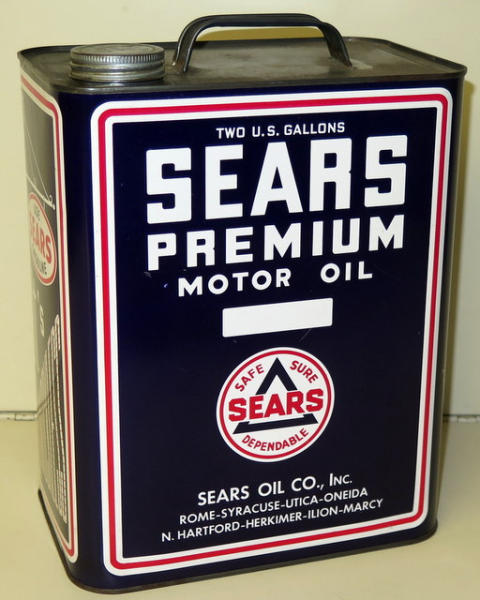 TWO U.S. GALLONS
SEARS
PREMIUM
MOTOR OIL
SAFE SURE
SEARS
DEPENDABLE
SEARS OIL CO., INC.
ROME-SYRACUSE-UTICA-ONEIDA
N. HARTFORD-HERKIMER-ILION-MARCY
SEARS